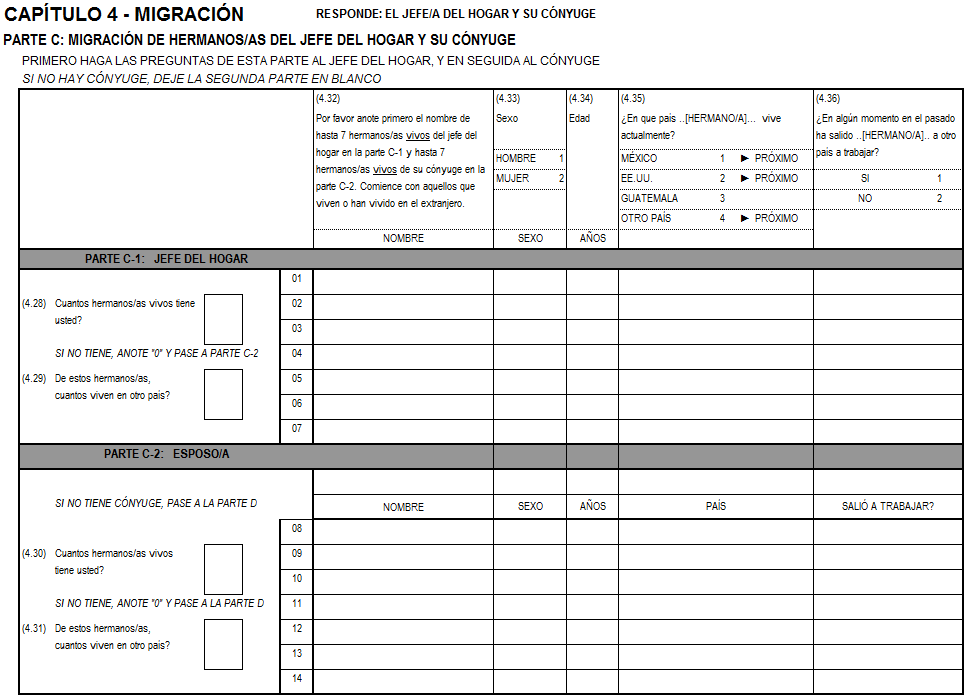 CAPÍTULO 4 - MIGRACIÓN
RESPONDE: EL JEFE/A DEL HOGAR Y SU CÓNYUGE
PARTE C: MIGRACIÓN DE HERMANOS/AS DEL JEFE DEL HOGAR Y SU CÓNYUGE
PRIMERO HAGA LAS PREGUNTAS DE ESTA PARTE AL JEFE DEL HOGAR, Y EN SEGUIDA AL CÓNYUGE
SI NO HAY CÓNYUGE, DEJE LA SEGUNDA PARTE EN BLANCO
(4.32)
Por favor anote primero el nombre de
hasta 7 hermanos/as vivos del jefe del
hogar en la parte C-1 y hasta 7
hermanos/as vivos de su cónyuge en la
parte C-2. Comience con aquellos que
viven o han vivido en el extranjero.
NOMBRE
(4.33)
Sexo
HOMBRE 1
MUJER 2
SEXO
(4.34)
Edad
AÑOS
(4.35)
¿En que país ..[HERMANO/A]... vive
actualmente?
MÉXICO 1 ► PRÓXIMO
EE.UU. 2 ► PRÓXIMO
GUATEMALA 3
OTRO PAÍS 4 ► PRÓXIMO
(4.36)
¿En algún momento en el pasado
ha salido ..[HERMANO/A].. a otro
país a trabajar?
SI 1
NO 2
PARTE C-1: JEFE DEL HOGAR
(4.28) Cuantos hermanos/as vivos tiene
usted?
SI NO TIENE, ANOTE "0" Y PASE A PARTE C-2
(4.29) De estos hermanos/as,
cuantos viven en otro país?
01
02
03
04
05
06
07
PARTE C-2: ESPOSO/A
SI NO TIENE CÓNYUGE, PASE A LA PARTE D
NOMBRE SEXO AÑOS PAÍS SALIÓ A TRABAJAR?
(4.30) Cuantos hermanos/as vivos
tiene usted?
SI NO TIENE, ANOTE "0" Y PASE A LA PARTE D
(4.31) De estos hermanos/as,
cuantos viven en otro país?
08
09
10
11
12
13
14